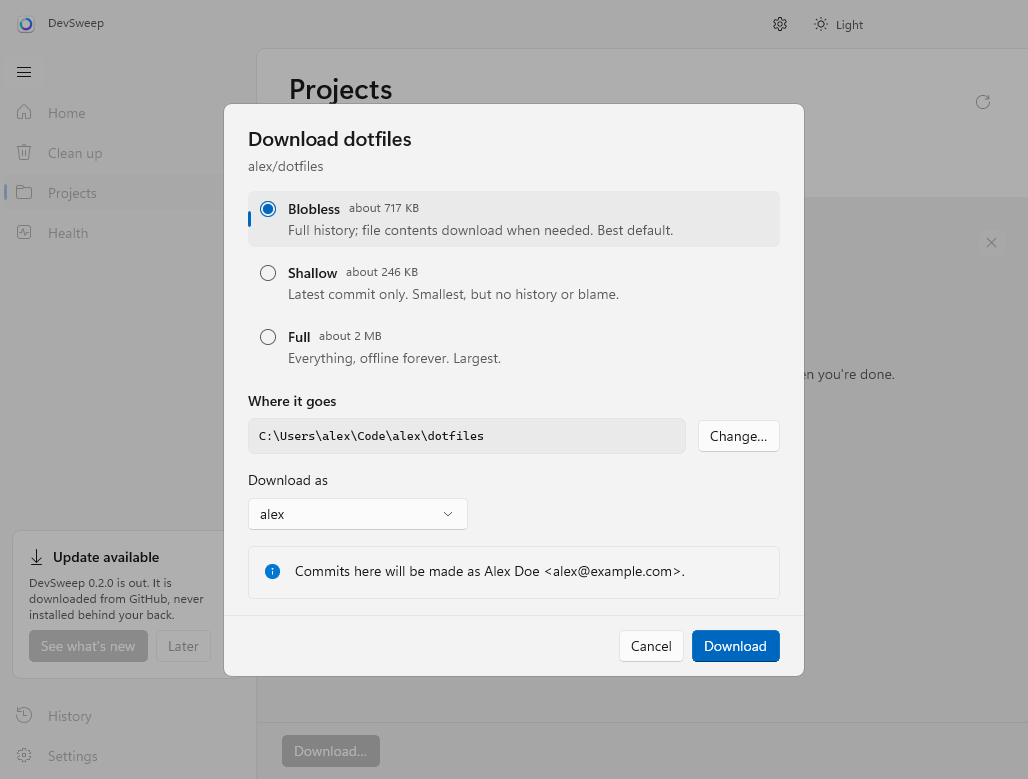 DevSweep
Light
Home
Clean up
Projects
Health
Projects
en you're done.
Download dotfiles
alex/dotfiles
Blobless about 717 KB
Full history; file contents download when needed. Best default.
Shallow about 246 KB
Latest commit only. Smallest, but no history or blame.
Full about 2 MB
Everything, offline forever. Largest.
Where it goes
C:\Users\alex\Code\alex\dotfiles
Change...
Download as
alex
Commits here will be made as Alex Doe <alex@example.com>.
Cancel
Download
Update available
DevSweep 0.2.0 is out. It is
downloaded from GitHub, never
installed behind your back.
See what's new
Later
History
Settings
Download...